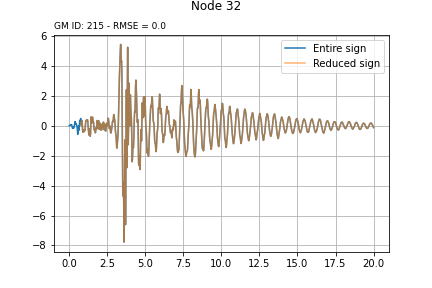 Node 32
GM ID: 215 - RMSE = 0.0
Entire sign
Reduced sign
6
4
2
0
−2
−4
−6
−8
0.0 2.5 5.0 7.5 10.0 12.5 15.0 17.5 20.0